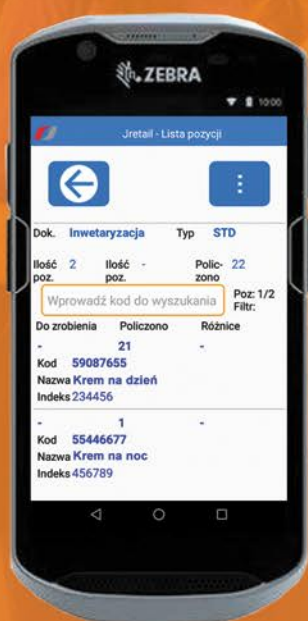 ZEBRA
10:00
Jretail - Lista pozycji
Dok. Inwetaryzacja Typ STD
Ilość poz. 2 Ilość poz. - Policzono 22
Wprowadź kod do wyszukania Poz: 1/2
Filtr:
Do zrobienia Policzono Różnice
- 21 -
Kod 59087655
Nazwa Krem na dzień
Indeks 234456
- 1 -
Kod 55446677
Nazwa Krem na noc
Indeks 456789